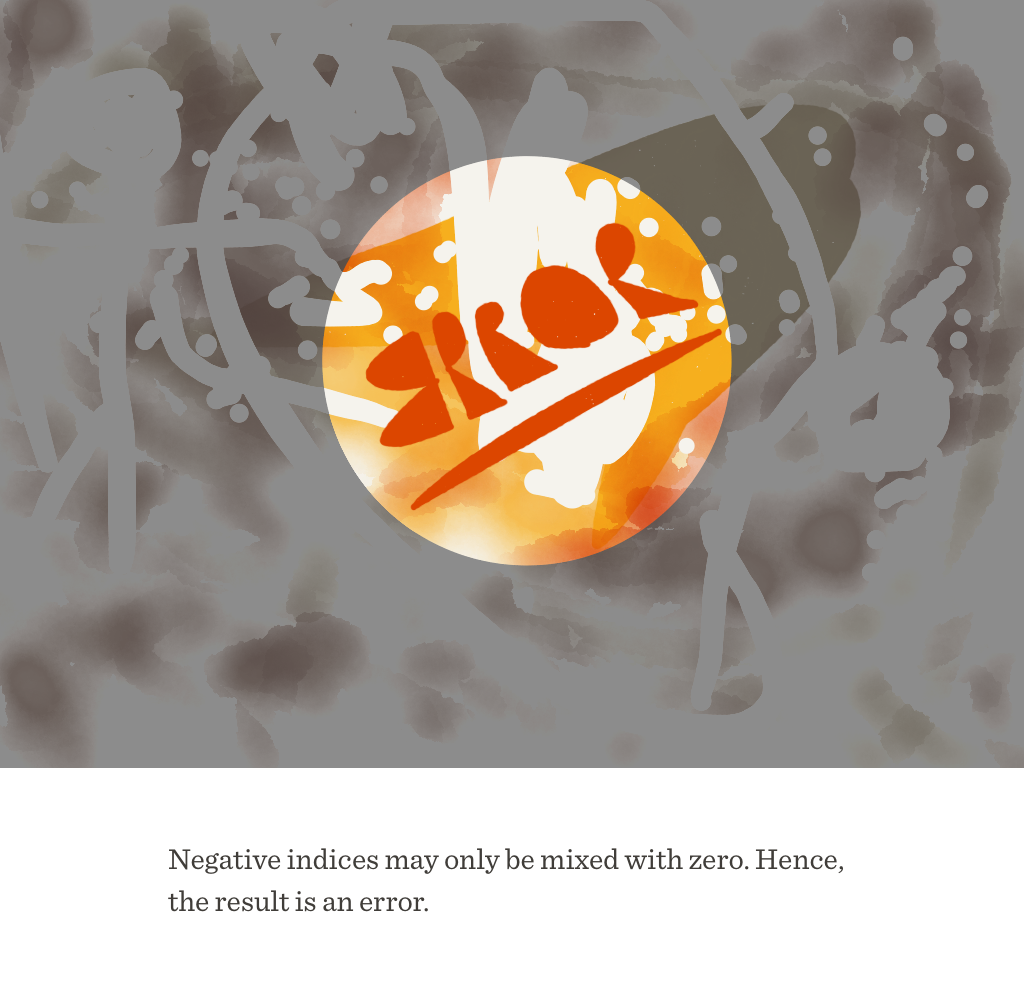 ERROR
Negative indices may only be mixed with zero. Hence,
the result is an error.